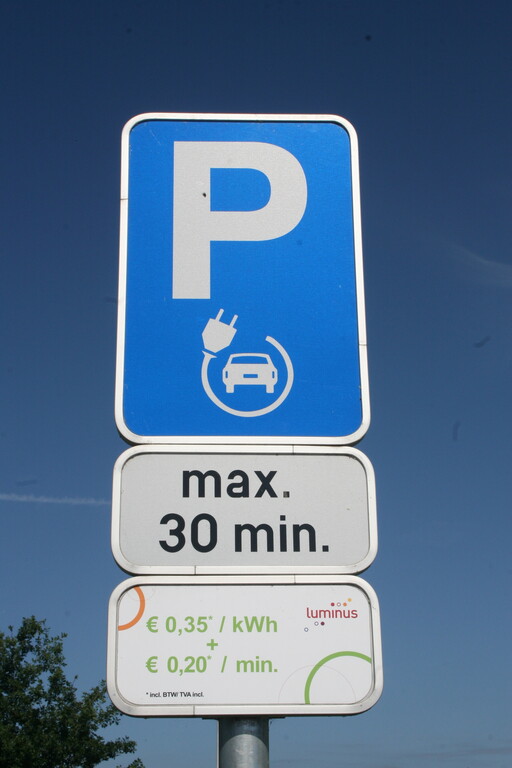 P
max.
30 min.
luminus
€ 0,35* / kWh
+
€ 0,20* / min.
* incl. BTW/ TVA incl.